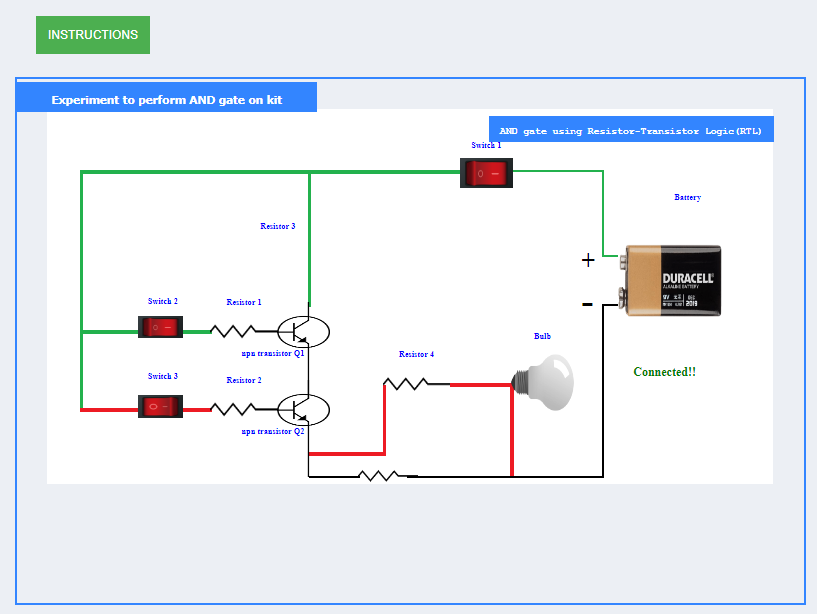 INSTRUCTIONS
Experiment to perform AND gate on kit
AND gate using Resistor-Transistor Logic(RTL)
Switch 1
Battery
Resistor 3
+
DURACELL
ALKALINE BATTERY
9V
2019
-
Switch 2
Resistor 1
npn transistor Q1
Bulb
Resistor 4
Connected!!
Switch 3
Resistor 2
npn transistor Q2